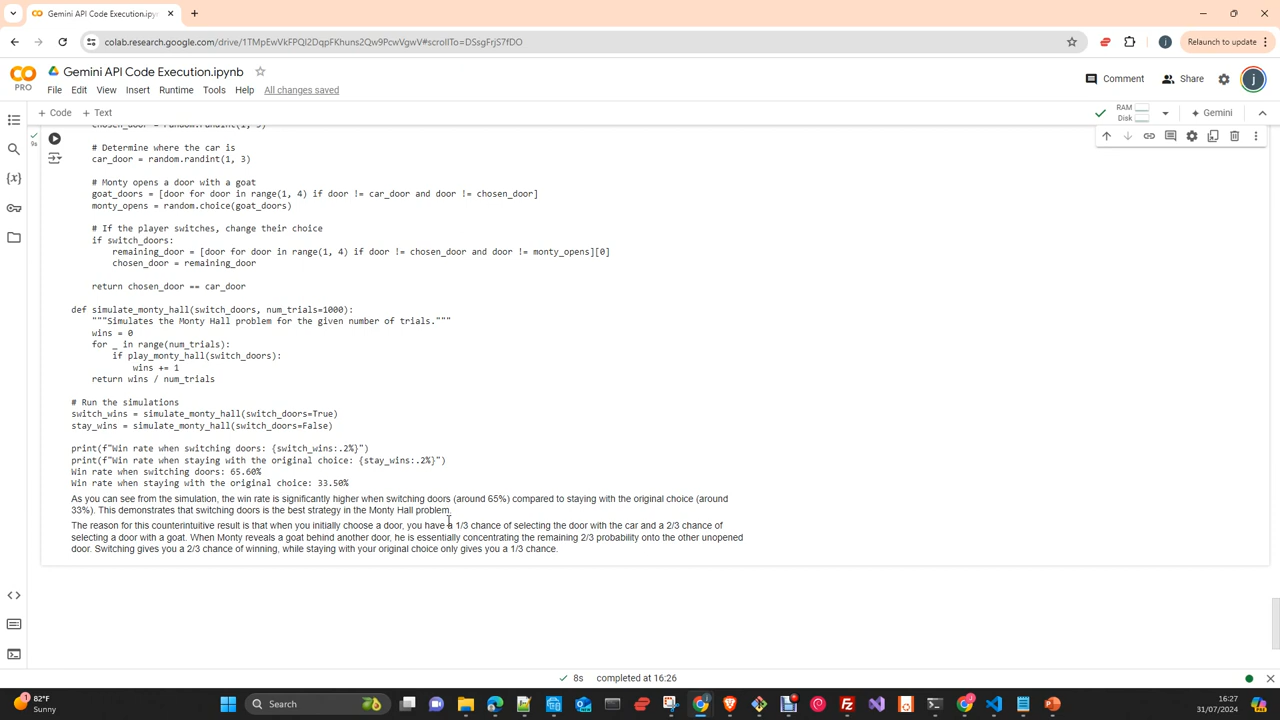 Gemini API Code Execution.ipyn
colab.research.google.com/drive/1TMpEwVkFPQl2DqpFKhuns2Qw9PcwVgwV#scrollTo=DSsgFrjS7fDO
Relaunch to update
PRO
Gemini API Code Execution.ipynb
Comment
Share
j
File Edit View Insert Runtime Tools Help All changes saved
+ Code + Text
RAM
Disk
Gemini
9s
# Determine where the car is
car_door = random.randint(1, 3)
# Monty opens a door with a goat
goat_doors = [door for door in range(1, 4) if door != car_door and door != chosen_door]
monty_opens = random.choice(goat_doors)
# If the player switches, change their choice
if switch_doors:
remaining_door = [door for door in range(1, 4) if door != chosen_door and door != monty_opens][0]
chosen_door = remaining_door
return chosen_door == car_door
def simulate_monty_hall(switch_doors, num_trials=1000):
"""Simulates the Monty Hall problem for the given number of trials."""
wins = 0
for _ in range(num_trials):
if play_monty_hall(switch_doors):
wins += 1
return wins / num_trials
# Run the simulations
switch_wins = simulate_monty_hall(switch_doors=True)
stay_wins = simulate_monty_hall(switch_doors=False)
print(f"Win rate when switching doors: {switch_wins:.2%}")
print(f"Win rate when staying with the original choice: {stay_wins:.2%}")
Win rate when switching doors: 65.60%
Win rate when staying with the original choice: 33.50%
As you can see from the simulation, the win rate is significantly higher when switching doors (around 65%) compared to staying with the original choice (around
33%). This demonstrates that switching doors is the best strategy in the Monty Hall problem.
The reason for this counterintuitive result is that when you initially choose a door, you have a 1/3 chance of selecting the door with the car and a 2/3 chance of
selecting a door with a goat. When Monty reveals a goat behind another door, he is essentially concentrating the remaining 2/3 probability onto the other unopened
door. Switching gives you a 2/3 chance of winning, while staying with your original choice only gives you a 1/3 chance.
8s completed at 16:26
82°F
Sunny
Search
16:27
31/07/2024